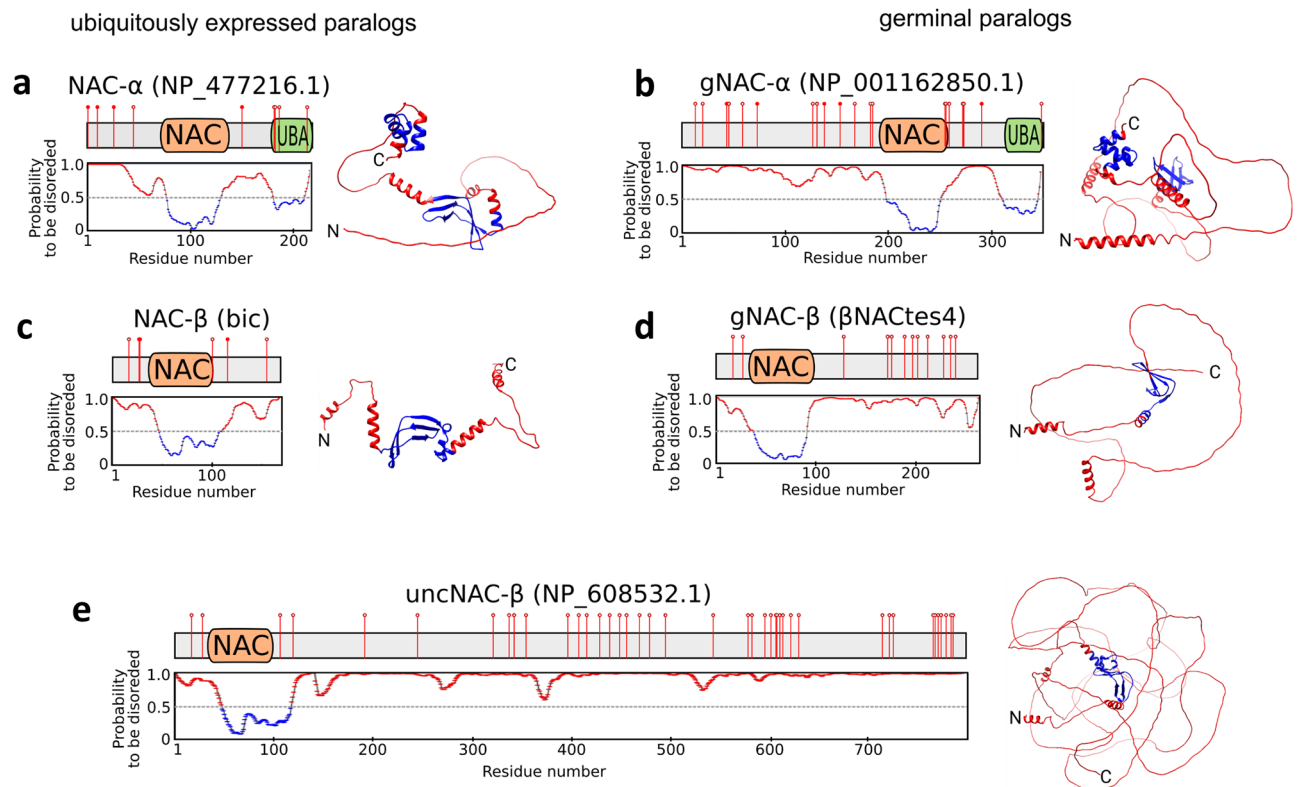 ubiquitously expressed paralogs
germinal paralogs
a
NAC-α (NP_477216.1)
NAC
UBA
Probability
to be disoreded
1.0
0.5
0
1
100
200
Residue number
N
C
b
gNAC-α (NP_001162850.1)
NAC
UBA
Probability
to be disoreded
1.0
0.5
0
1
100
200
300
Residue number
N
C
c
NAC-β (bic)
NAC
Probability
to be disoreded
1.0
0.5
0
1
100
Residue number
N
C
d
gNAC-β (βNACtes4)
NAC
Probability
to be disoreded
1.0
0.5
0
1
100
200
Residue number
N
C
e
uncNAC-β (NP_608532.1)
NAC
Probability
to be disoreded
1.0
0.5
0
1
100
200
300
400
500
600
700
Residue number
N
C